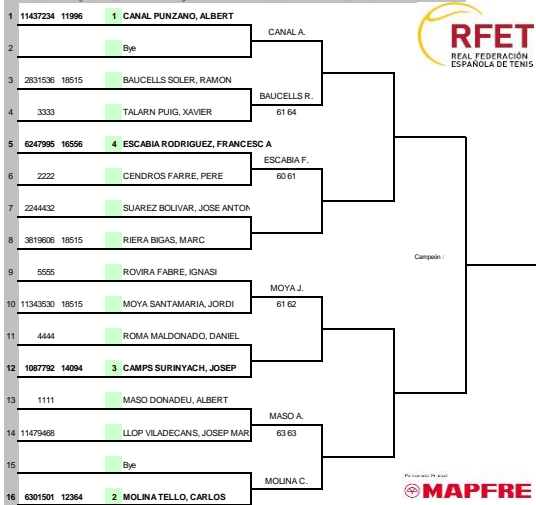 1 11437234 11996 1 CANAL PUNZANO, ALBERT
CANAL A.
2 Bye
3 2831536 18515 BAUCELLS SOLER, RAMON
BAUCELLS R.
4 3333 TALARN PUIG, XAVIER
61 64
5 6247995 16556 4 ESCABIA RODRIGUEZ, FRANCESC A
ESCABIA F.
6 2222 CENDROS FARRE, PERE
60 61
7 2244432 SUAREZ BOLIVAR, JOSE ANTON
8 3819606 18515 RIERA BIGAS, MARC
Campeón :
9 5555 ROVIRA FABRE, IGNASI
MOYA J.
10 11343530 18515 MOYA SANTAMARIA, JORDI
61 62
11 4444 ROMA MALDONADO, DANIEL
12 1087792 14094 3 CAMPS SURINYACH, JOSEP
13 1111 MASO DONADEU, ALBERT
MASO A.
14 11479468 LLOP VILADECANS, JOSEP MAR
63 63
15 Bye
MOLINA C.
16 6301501 12364 2 MOLINA TELLO, CARLOS
RFET
REAL FEDERACIÓN
ESPAÑOLA DE TENIS
Principal
MAPFRE